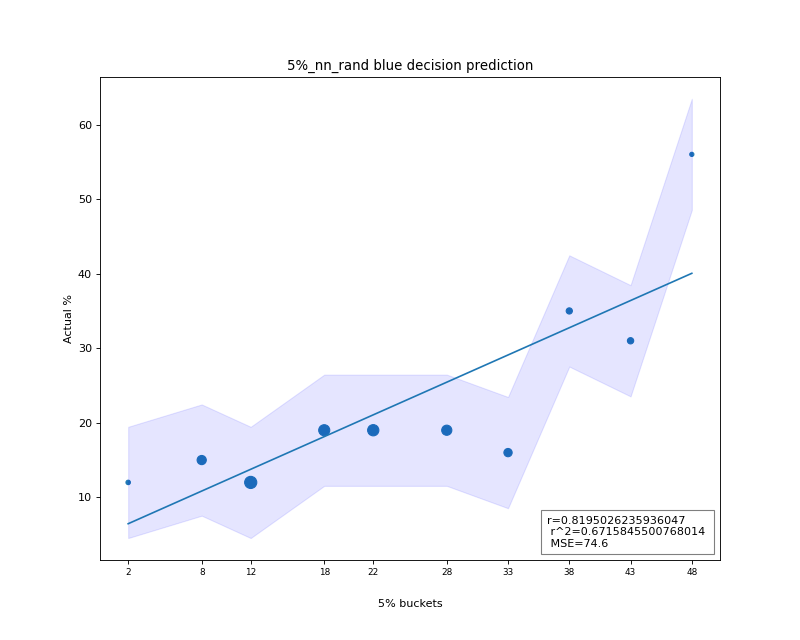 5%_nn_rand blue decision prediction
Actual %
60
50
40
30
20
10
r=0.8195026235936047
r^2=0.6715845500768014
MSE=74.6
2 8 12 18 22 28 33 38 43 48
5% buckets